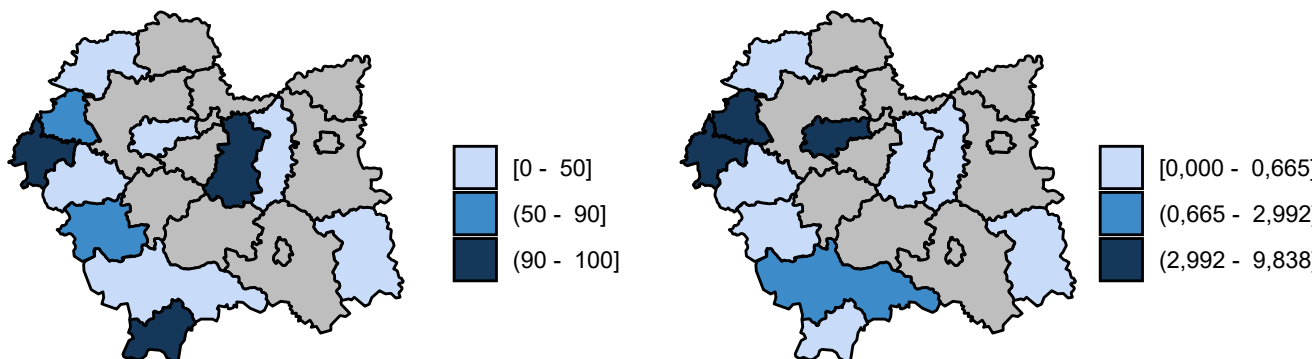 [0 - 50]
(50 - 90]
(90 - 100]
[0,000 - 0,665]
(0,665 - 2,992]
(2,992 - 9,838]